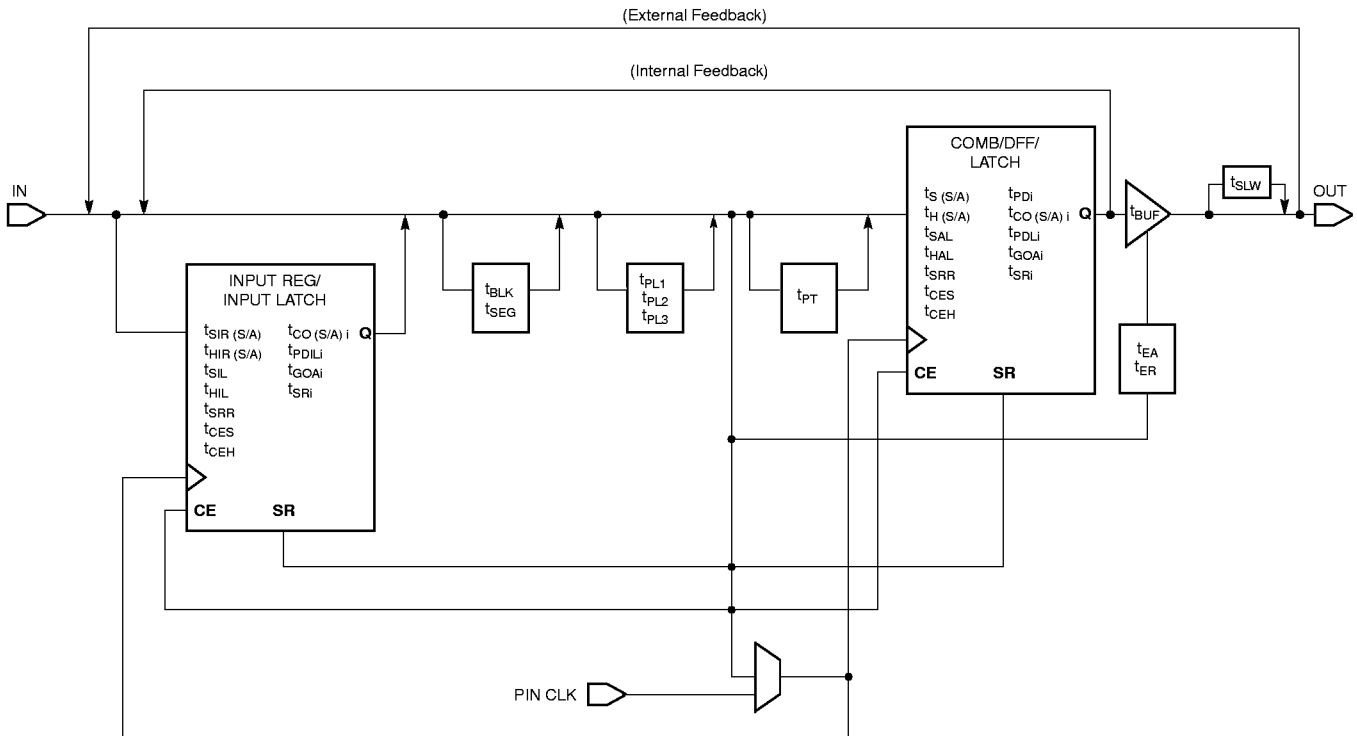 (External Feedback)
(Internal Feedback)
IN
INPUT REG/
INPUT LATCH
tSIR (S/A)
tHIR (S/A)
tSIL
tHIL
tSRR
tCES
tCEH
tCO (S/A) i
tPDILi
tGOAi
tSRi
Q
CE
SR
tBLK
tSEG
tPL1
tPL2
tPL3
tPT
COMB/DFF/
LATCH
tS (S/A)
tH (S/A)
tSAL
tHAL
tSRR
tCES
tCEH
tPDi
tCO (S/A) i
tPDLi
tGOAi
tSRi
Q
CE
SR
tBUF
tEA
tER
tSLW
OUT
PIN CLK